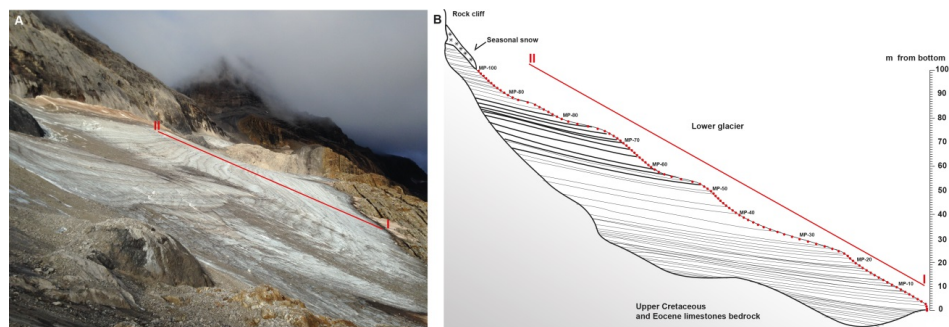 A
II
I
B
Rock cliff
Seasonal snow
MP-100
II
m from bottom
MP-90
100
90
MP-80
80
Lower glacier
MP-70
70
MP-60
60
MP-50
50
MP-40
40
MP-30
30
MP-20
20
I
MP-10
10
0
Upper Cretaceous
and Eocene limestones bedrock